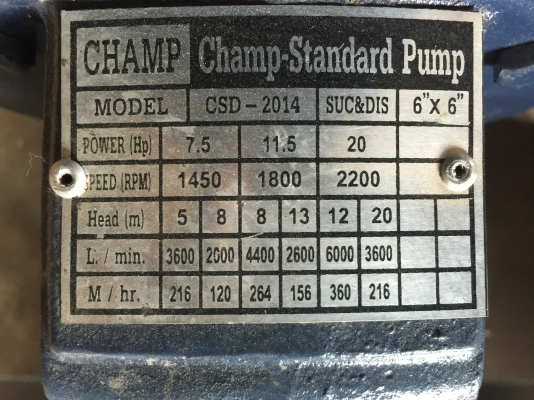 CHAMP Champ-Standard Pump
MODEL CSD-2014 SUC&DIS 6"x 6"
POWER (Hp) 7.5 11.5 20
SPEED (RPM) 1450 1800 2200
Head (m) 5 8 8 13 12 20
L. / min. 3600 2000 4400 2600 6000 3600
M / hr. 216 120 264 156 360 216